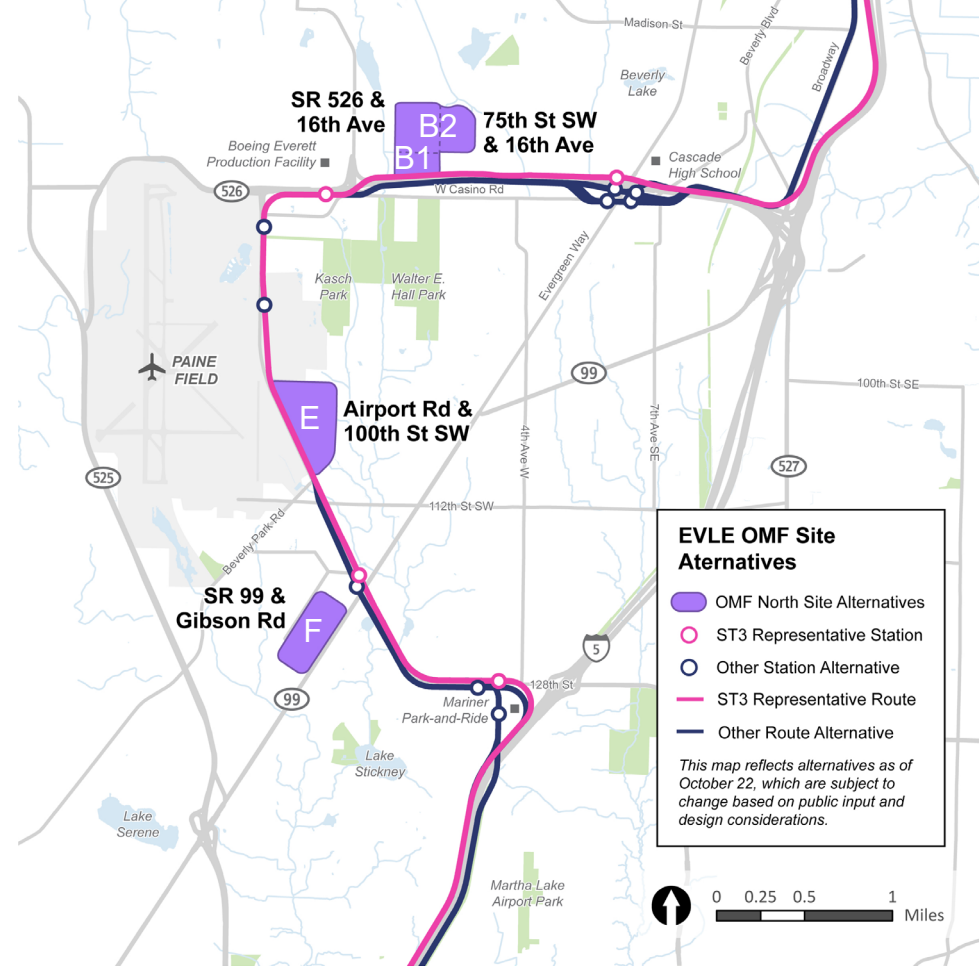 Madison St
Beverly Blvd
Broadway
Beverly
Lake
SR 526 &
16th Ave
B2
B1
75th St SW
& 16th Ave
Boeing Everett
Production Facility
Cascade
High School
526
W Casino Rd
Evergreen Way
Kasch
Park
Walter E.
Hall Park
PAINE
FIELD
99
100th St SE
E
Airport Rd &
100th St SW
4th Ave W
7th Ave SE
525
527
112th St SW
Beverly Park Rd
SR 99 &
Gibson Rd
F
99
5
128th St
Mariner
Park-and-Ride
Lake
Stickney
Lake
Serene
Martha Lake
Airport Park
EVLE OMF Site
Aternatives
OMF North Site Alternatives
ST3 Representative Station
Other Station Alternative
ST3 Representative Route
Other Route Alternative
This map reflects alternatives as of
October 22, which are subject to
change based on public input and
design considerations.
0 0.25 0.5 1
Miles